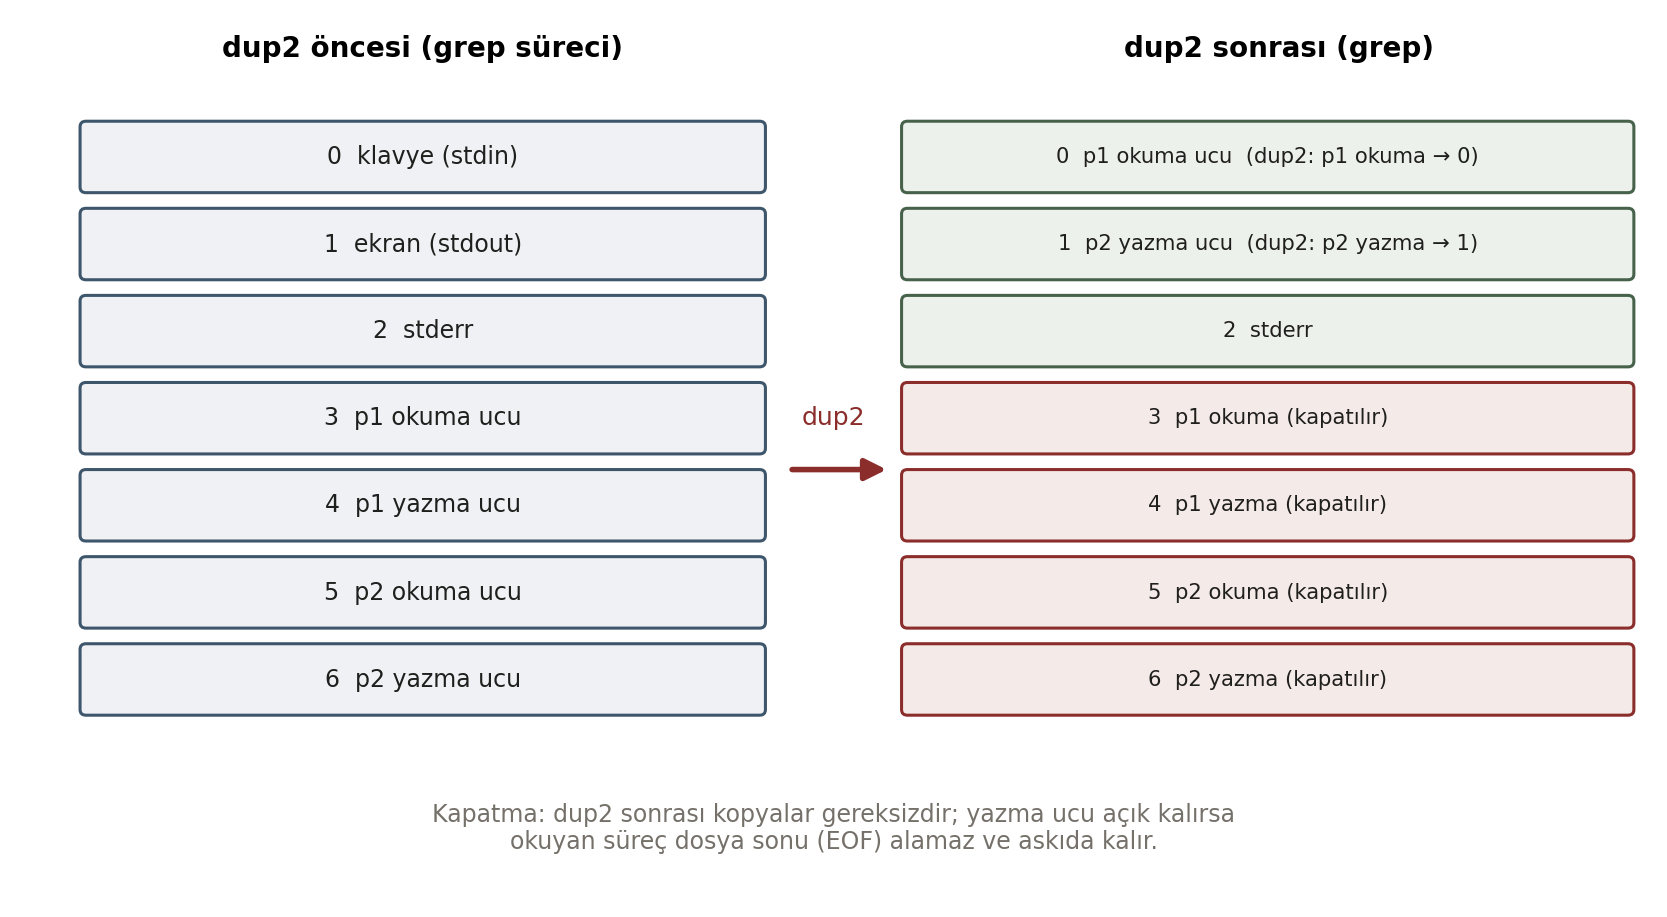 dup2 öncesi (grep süreci)
0 klavye (stdin)
1 ekran (stdout)
2 stderr
3 p1 okuma ucu
4 p1 yazma ucu
5 p2 okuma ucu
6 p2 yazma ucu
dup2
dup2 sonrası (grep)
0 p1 okuma ucu (dup2: p1 okuma → 0)
1 p2 yazma ucu (dup2: p2 yazma → 1)
2 stderr
3 p1 okuma (kapatılır)
4 p1 yazma (kapatılır)
5 p2 okuma (kapatılır)
6 p2 yazma (kapatılır)
Kapatma: dup2 sonrası kopyalar gereksizdir; yazma ucu açık kalırsa
okuyan süreç dosya sonu (EOF) alamaz ve askıda kalır.